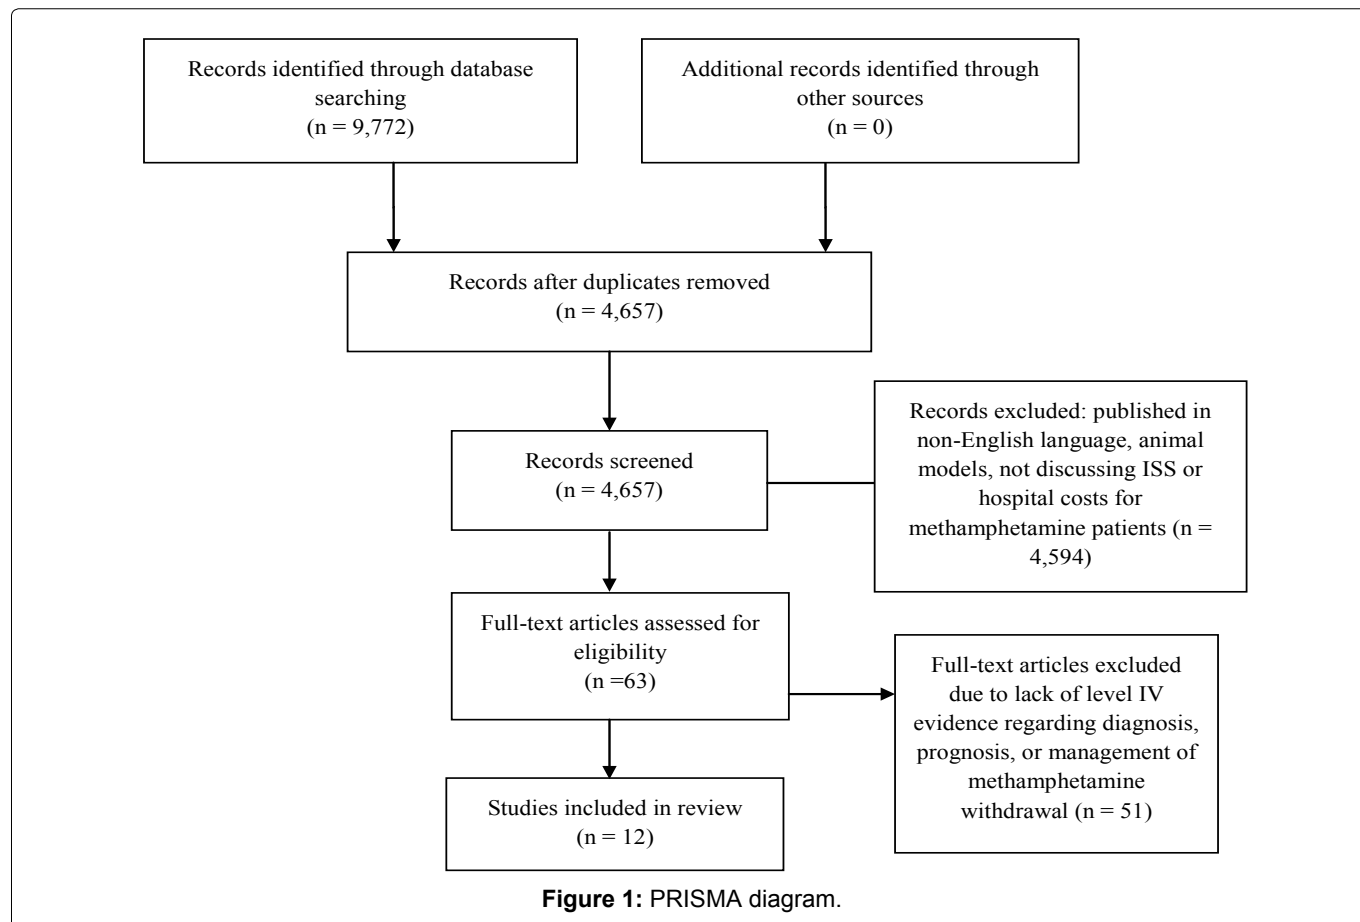 Records identified through database
searching
(n = 9,772)
Additional records identified through
other sources
(n = 0)
Records after duplicates removed
(n = 4,657)
Records screened
(n = 4,657)
Records excluded: published in
non-English language, animal
models, not discussing ISS or
hospital costs for
methamphetamine patients (n =
4,594)
Full-text articles assessed for
eligibility
(n =63)
Full-text articles excluded
due to lack of level IV
evidence regarding diagnosis,
prognosis, or management of
methamphetamine
withdrawal (n = 51)
Studies included in review
(n = 12)
Figure 1: PRISMA diagram.